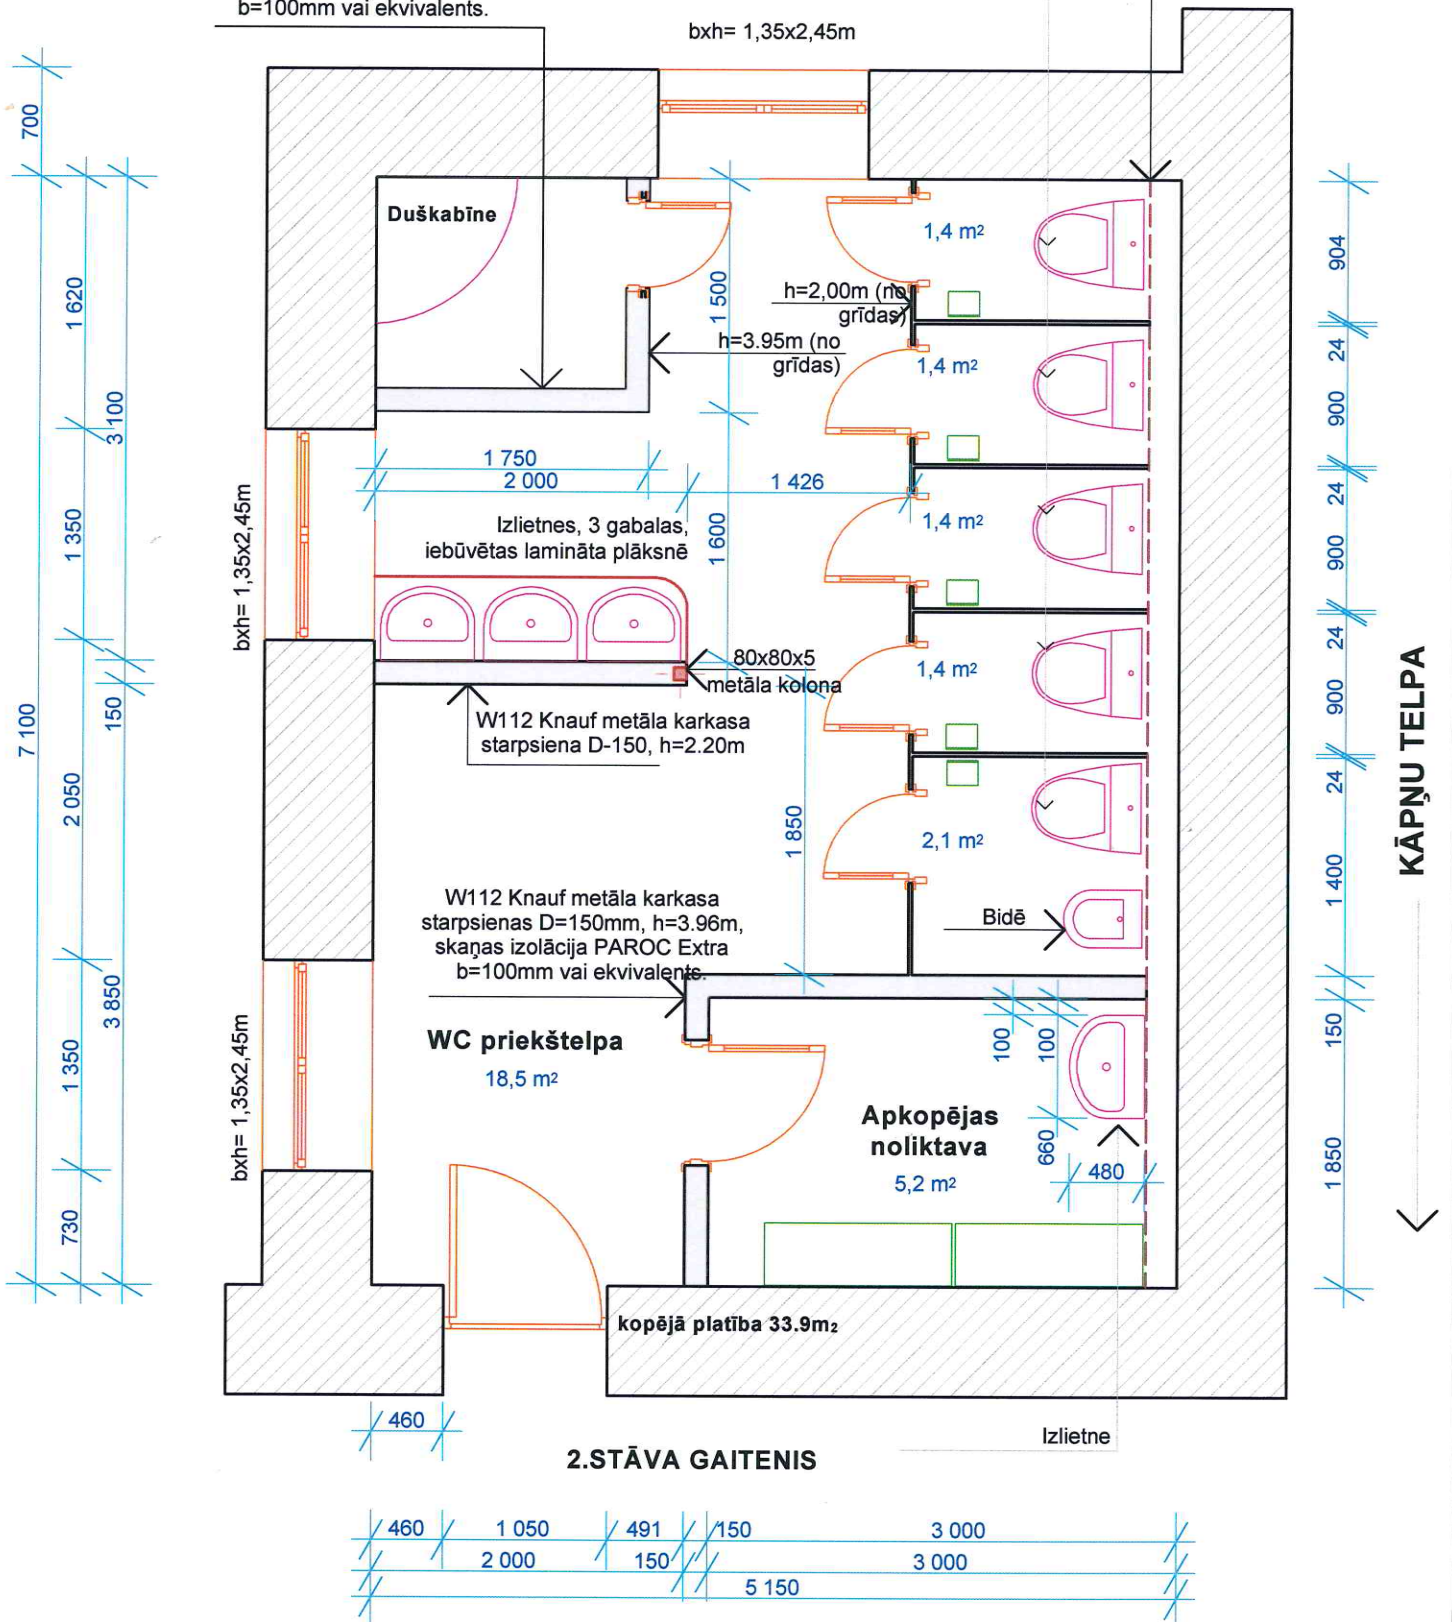 b=100mm vai ekvivalents.
bxh= 1,35x2,45m
700
Duškabīne
1,4 m²
904
1 620
1 500
h=2,00m (no
grīdas)
h=3.95m (no
grīdas)
24
1,4 m²
3 100
900
1 750
2 000
1 426
24
bxh= 1,35x2,45m
1 350
Izlietnes, 3 gabalas,
iebūvētas lamināta plāksnē
1 600
1,4 m²
900
24
80x80x5
metāla kolona
1,4 m²
900
7 100
150
W112 Knauf metāla karkasa
starpsiena D-150, h=2.20m
KĀPŅU TELPA
24
2 050
1 850
2,1 m²
1 400
W112 Knauf metāla karkasa
starpsienas D=150mm, h=3.96m,
skaņas izolācija PAROC Extra
b=100mm vai ekvivalents.
Bidē
3 850
bxh= 1,35x2,45m
1 350
WC priekštelpa
18,5 m²
100
100
150
Apkopējas
noliktava
5,2 m²
660
480
1 850
730
kopējā platība 33.9m₂
460
Izlietne
2.STĀVA GAITENIS
460
1 050
491
150
3 000
2 000
150
3 000
5 150